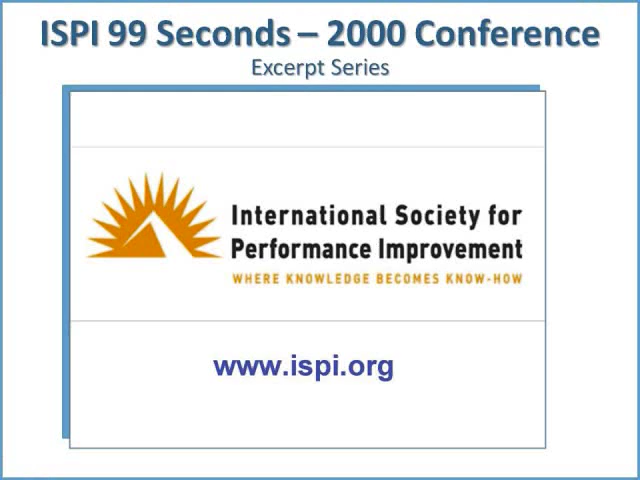 ISPI 99 Seconds – 2000 Conference
Excerpt Series
International Society for
Performance Improvement
WHERE KNOWLEDGE BECOMES KNOW-HOW
www.ispi.org